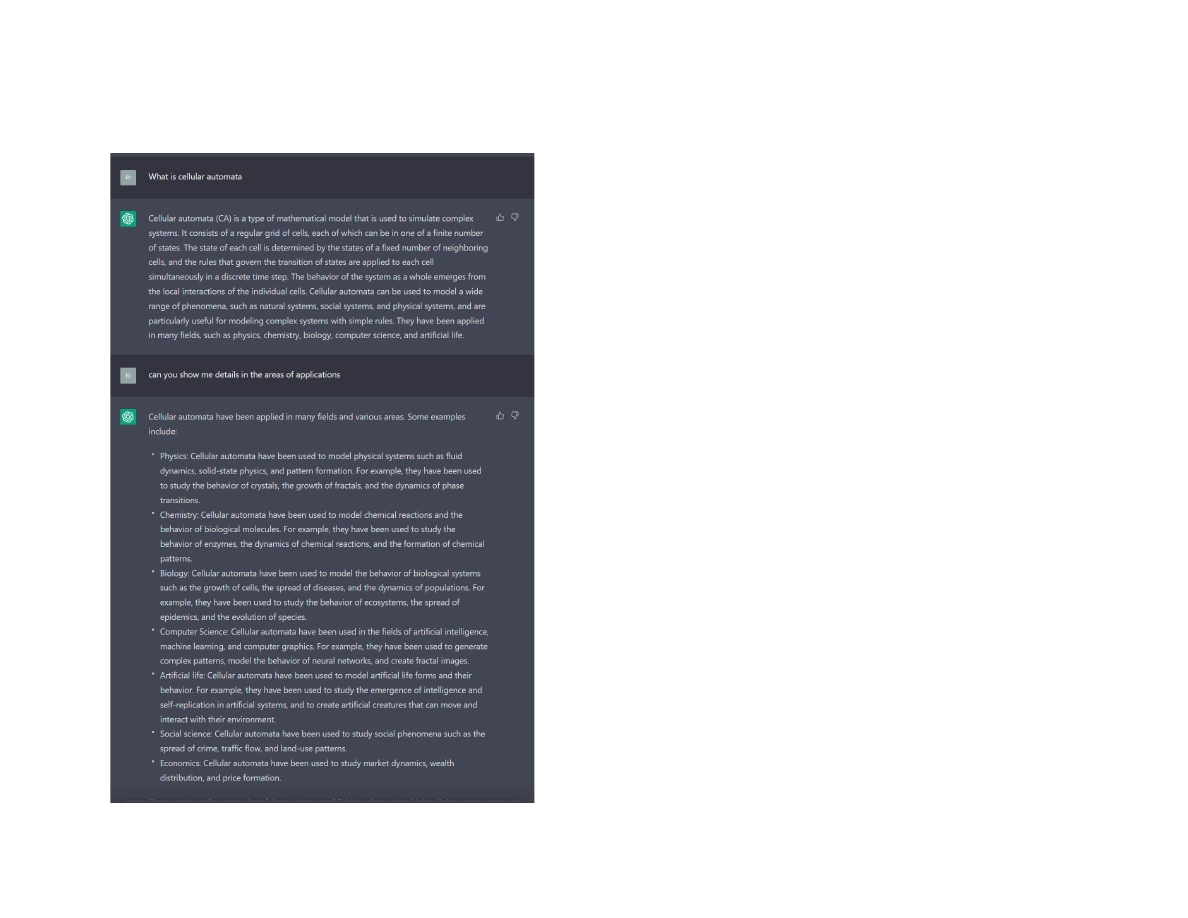 What is cellular automata
Cellular automata (CA) is a type of mathematical model that is used to simulate complex
systems. It consists of a regular grid of cells, each of which can be in one of a finite number
of states. The state of each cell is determined by the states of a fixed number of neighboring
cells, and the rules that govern the transition of states are applied to each cell
simultaneously in a discrete time step. The behavior of the system as a whole emerges from
the local interactions of the individual cells. Cellular automata can be used to model a wide
range of phenomena, such as natural systems, social systems, and physical systems, and are
particularly useful for modeling complex systems with simple rules. They have been applied
in many fields, such as physics, chemistry, biology, computer science, and artificial life.
can you show me details in the areas of applications
Cellular automata have been applied in many fields and various areas. Some examples
include:
• Physics: Cellular automata have been used to model physical systems such as fluid
dynamics, solid-state physics, and pattern formation. For example, they have been used
to study the behavior of crystals, the growth of fractals, and the dynamics of phase
transitions.
• Chemistry: Cellular automata have been used to model chemical reactions and the
behavior of biological molecules. For example, they have been used to study the
behavior of enzymes, the dynamics of chemical reactions, and the formation of chemical
patterns.
• Biology: Cellular automata have been used to model the behavior of biological systems
such as the growth of cells, the spread of diseases, and the dynamics of populations. For
example, they have been used to study the behavior of ecosystems, the spread of
epidemics, and the evolution of species.
• Computer Science: Cellular automata have been used in the fields of artificial intelligence,
machine learning, and computer graphics. For example, they have been used to generate
complex patterns, model the behavior of neural networks, and create fractal images.
• Artificial life: Cellular automata have been used to model artificial life forms and their
behavior. For example, they have been used to study the emergence of intelligence and
self-replication in artificial systems, and to create artificial creatures that can move and
interact with their environment.
• Social science: Cellular automata have been used to study social phenomena such as the
spread of crime, traffic flow, and land-use patterns.
• Economics: Cellular automata have been used to study market dynamics, wealth
distribution, and price formation.